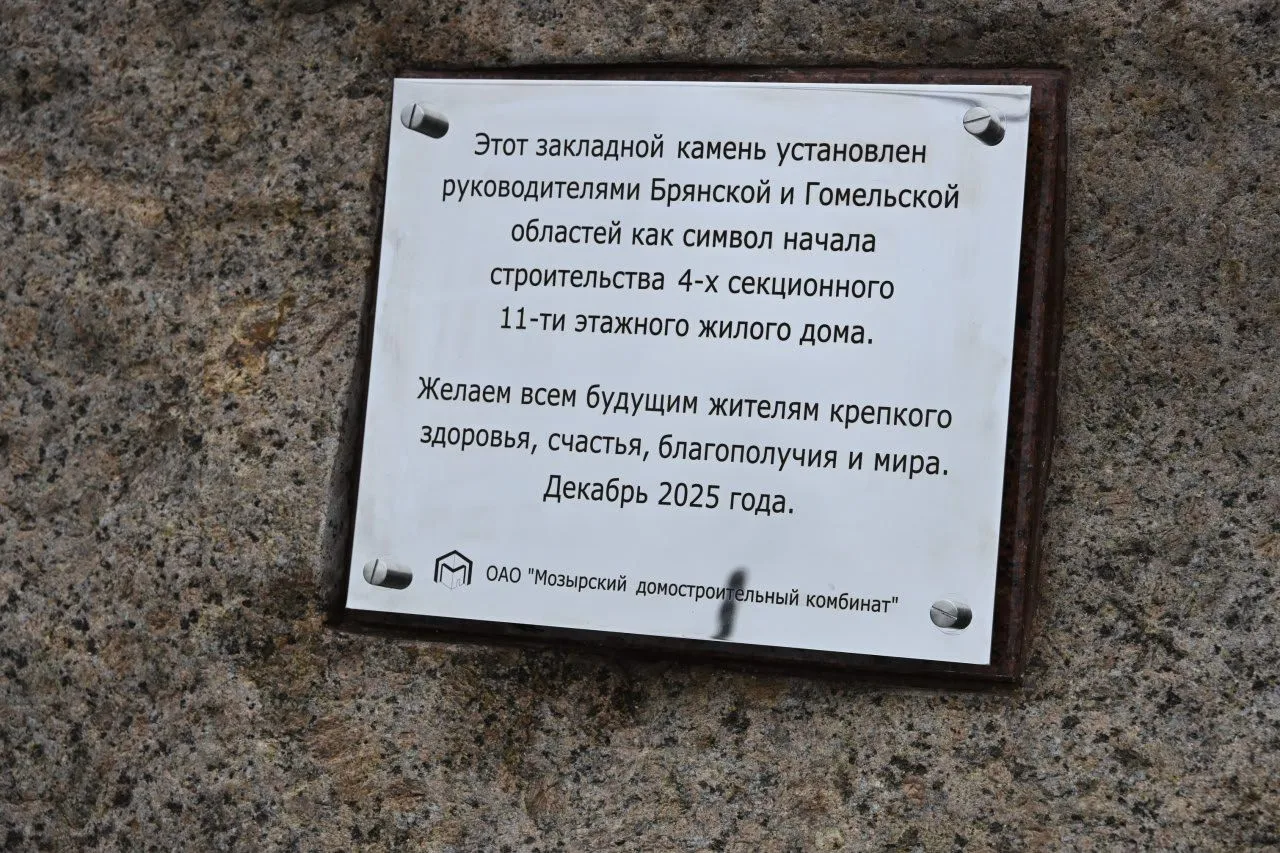 Этот закладной камень установлен
руководителями Брянской и Гомельской
областей как символ начала
строительства 4-х секционного
11-ти этажного жилого дома.
Желаем всем будущим жителям крепкого
здоровья, счастья, благополучия и мира.
Декабрь 2025 года.
ОАО "Мозырский домостроительный комбинат"